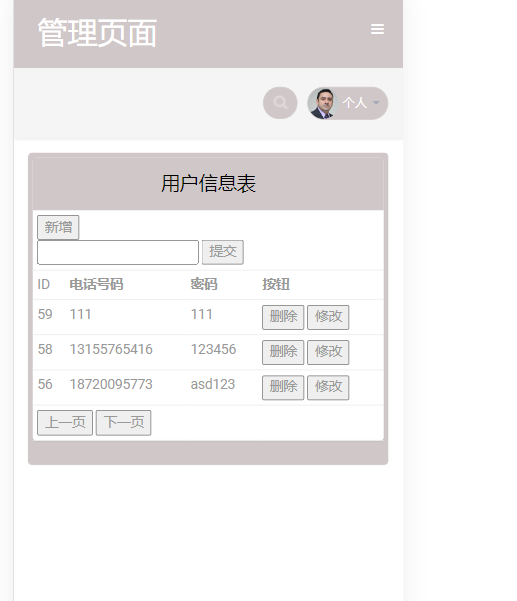 管理页面
个人
用户信息表
新增
提交
ID 电话号码 密码 按钮
59 111 111 删除 修改
58 13155765416 123456 删除 修改
56 18720095773 asd123 删除 修改
上一页 下一页